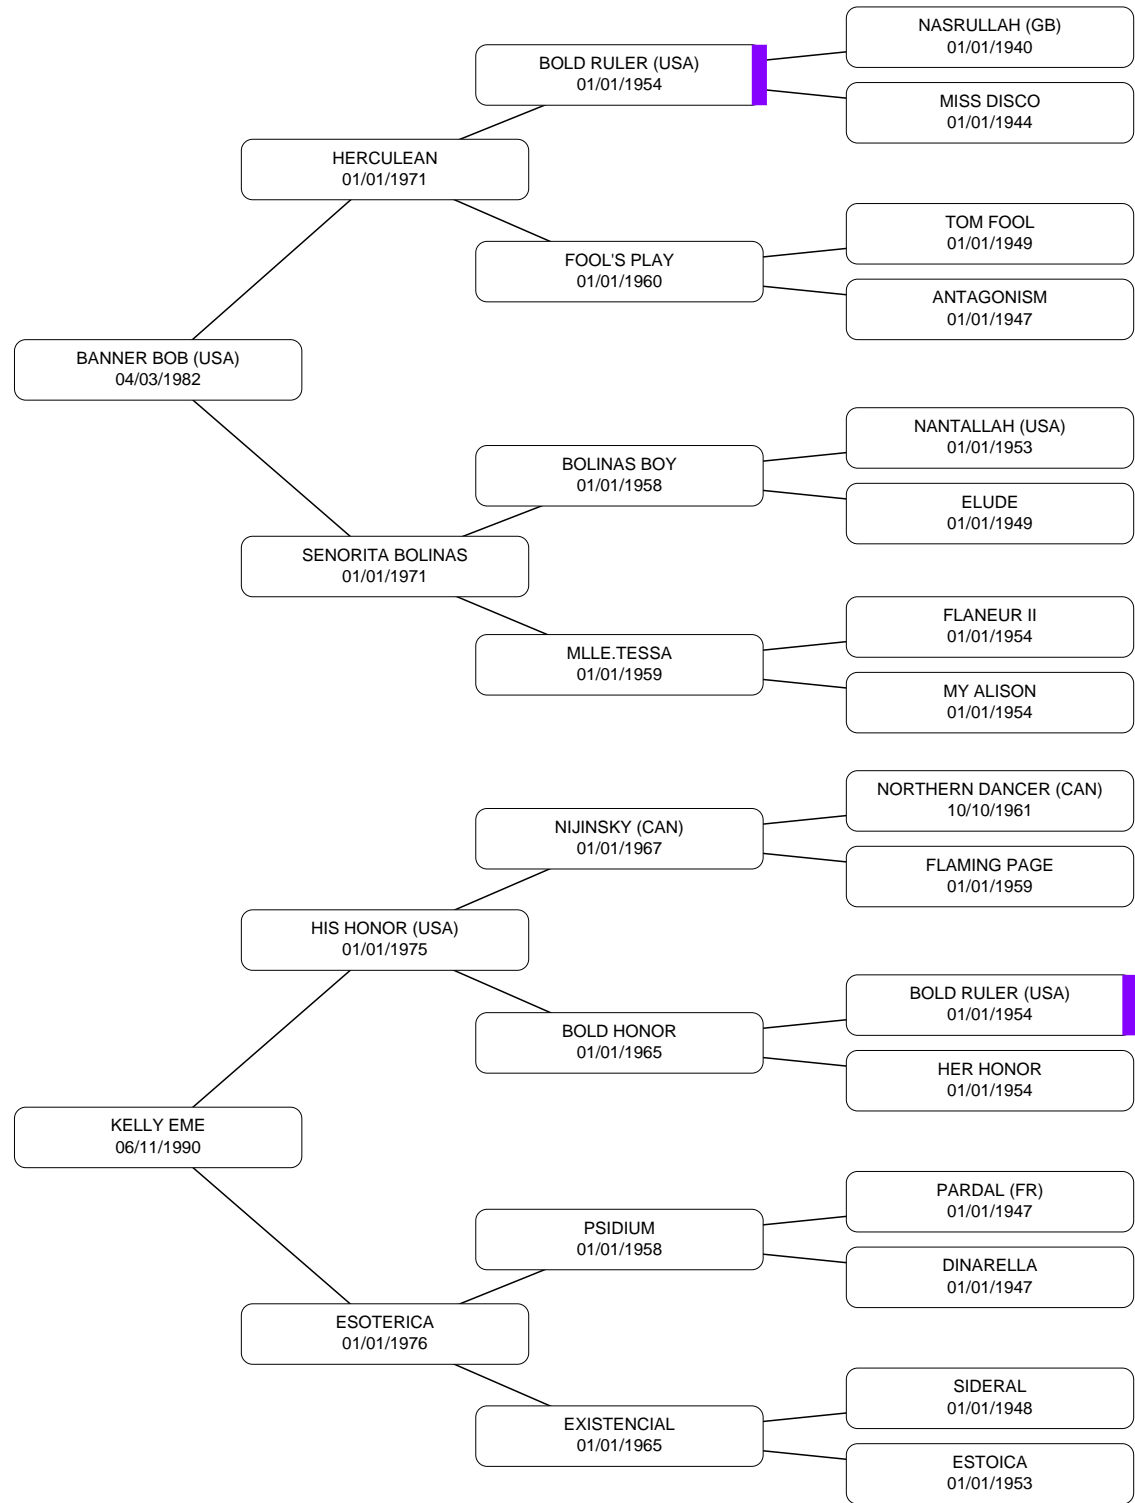 NASRULLAH (GB)
01/01/1940
BOLD RULER (USA)
01/01/1954
MISS DISCO
01/01/1944
HERCULEAN
01/01/1971
TOM FOOL
01/01/1949
FOOL'S PLAY
01/01/1960
ANTAGONISM
01/01/1947
BANNER BOB (USA)
04/03/1982
NANTALLAH (USA)
01/01/1953
BOLINAS BOY
01/01/1958
ELUDE
01/01/1949
SENORITA BOLINAS
01/01/1971
FLANEUR II
01/01/1954
MLLE.TESSA
01/01/1959
MY ALISON
01/01/1954
NORTHERN DANCER (CAN)
10/10/1961
NIJINSKY (CAN)
01/01/1967
FLAMING PAGE
01/01/1959
HIS HONOR (USA)
01/01/1975
BOLD RULER (USA)
01/01/1954
BOLD HONOR
01/01/1965
HER HONOR
01/01/1954
KELLY EME
06/11/1990
PARDAL (FR)
01/01/1947
PSIDIUM
01/01/1958
DINARELLA
01/01/1947
ESOTERICA
01/01/1976
SIDERAL
01/01/1948
EXISTENCIAL
01/01/1965
ESTOICA
01/01/1953